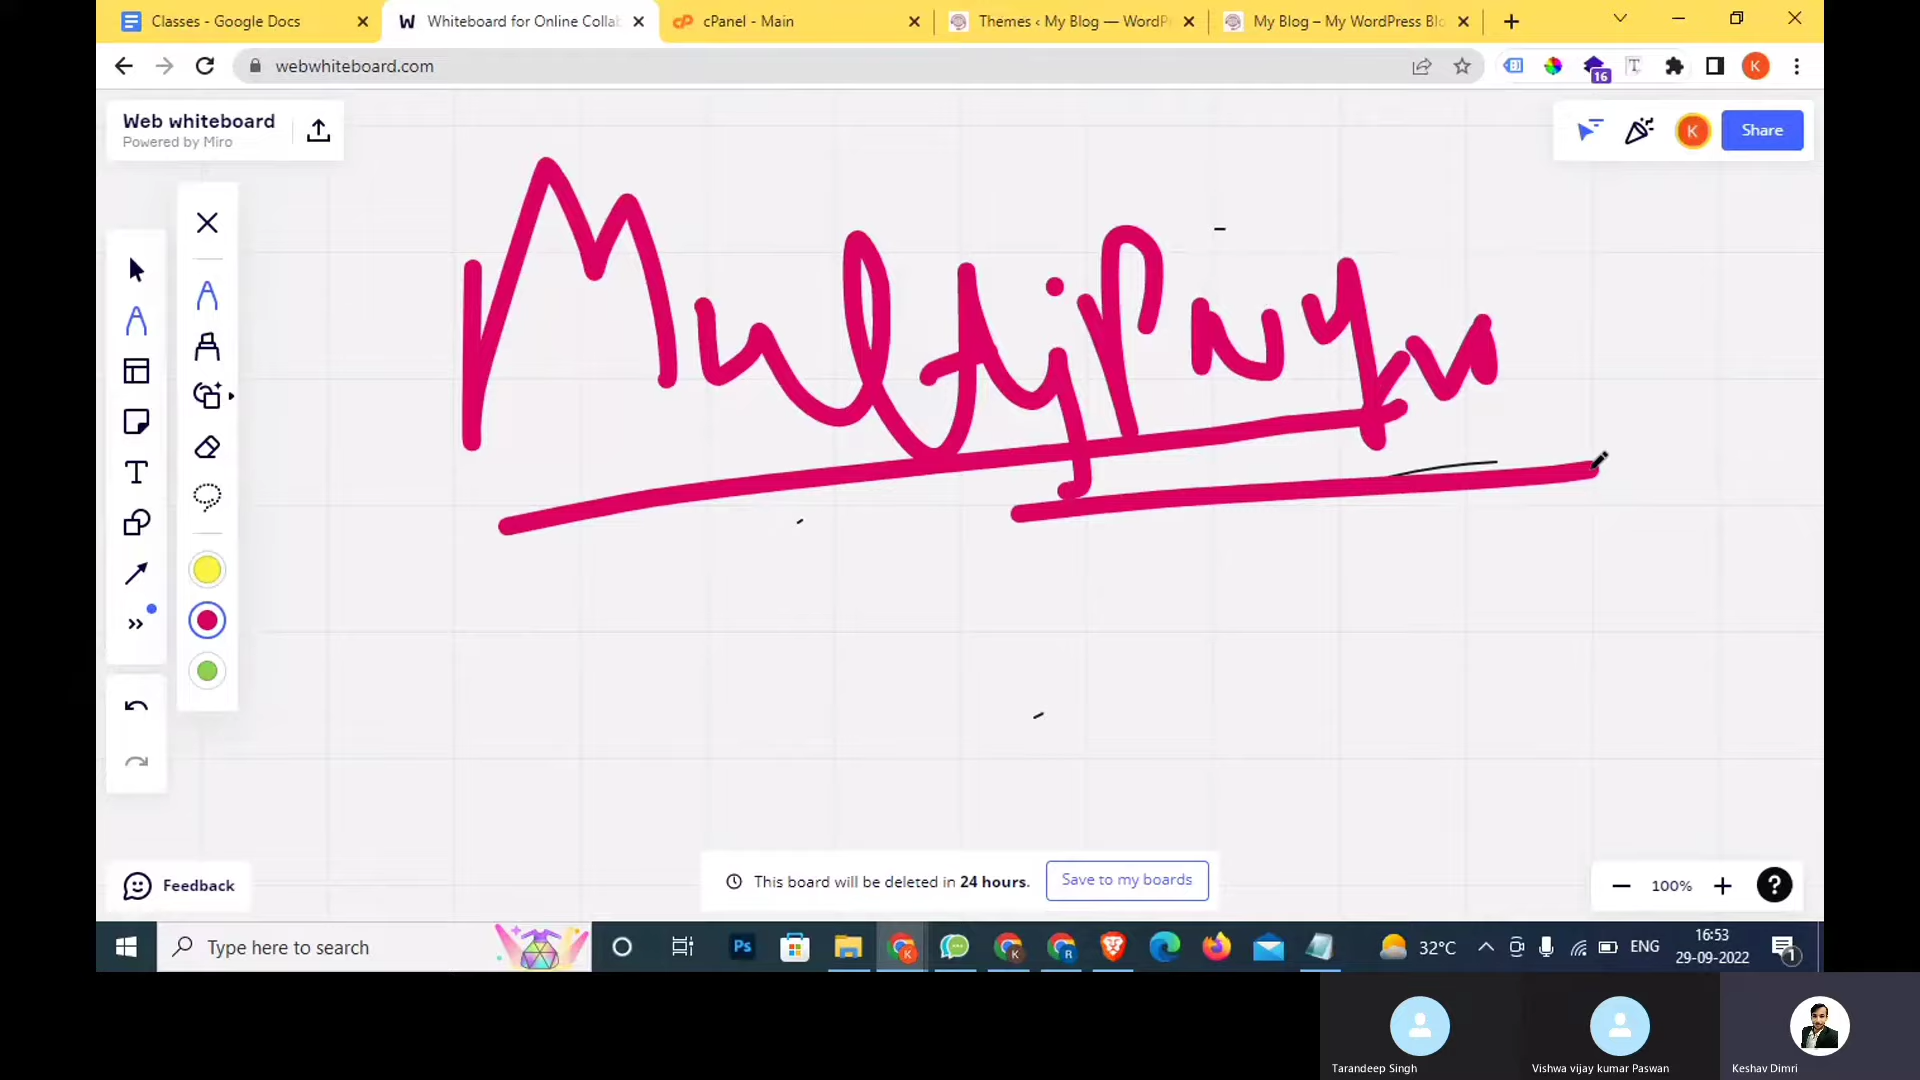 Classes - Google Docs
Whiteboard for Online Collab
cPanel - Main
Themes ‹ My Blog — WordP
My Blog – My WordPress Blo
webwhiteboard.com
16
K
Web whiteboard
Powered by Miro
K
Share
T
Feedback
This board will be deleted in 24 hours.
Save to my boards
100%
?
Type here to search
Ps
K
K
R
32°C
ENG
16:53
29-09-2022
1
Tarandeep Singh
Vishwa vijay kumar Paswan
Keshav Dimri